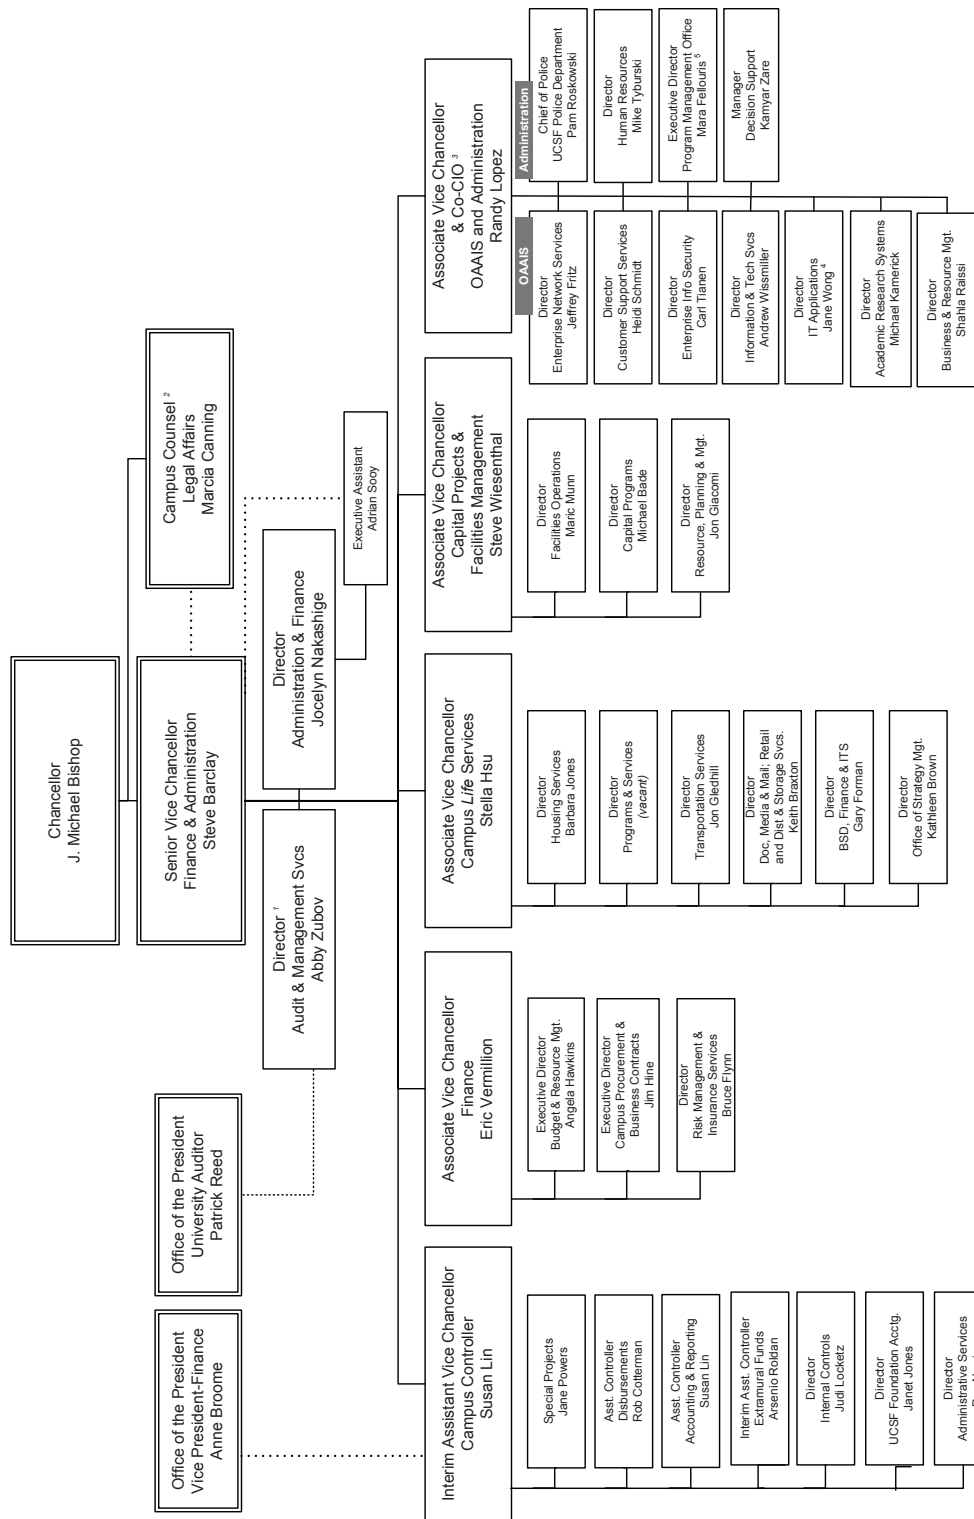 Chancellor
J. Michael Bishop
Senior Vice Chancellor
Finance & Administration
Steve Barclay
Campus Counsel 2
Legal Affairs
Marcia Canning
Office of the President
Vice President-Finance
Anne Broome
Office of the President
University Auditor
Patrick Reed
Director 1
Audit & Management Svcs
Abby Zubov
Director
Administration & Finance
Jocelyn Nakashige
Executive Assistant
Adrian Sooy
Interim Assistant Vice Chancellor
Campus Controller
Susan Lin
Special Projects
Jane Powers
Asst. Controller
Disbursements
Rob Cotterman
Asst. Controller
Accounting & Reporting
Susan Lin
Interim Asst. Controller
Extramural Funds
Arsenio Roldan
Director
Internal Controls
Judi Locketz
Director
UCSF Foundation Acctg.
Janet Jones
Director
Administrative Services
Associate Vice Chancellor
Finance
Eric Vermillion
Executive Director
Budget & Resource Mgt.
Angela Hawkins
Executive Director
Campus Procurement &
Business Contracts
Jim Hine
Director
Risk Management &
Insurance Services
Bruce Flynn
Associate Vice Chancellor
Campus Life Services
Stella Hsu
Director
Housing Services
Barbara Jones
Director
Programs & Services
(vacant)
Director
Transportation Services
Jon Gledhill
Director
Doc, Media & Mail; Retail
and Dist & Storage Svcs.
Keith Braxton
Director
BSD, Finance & ITS
Gary Forman
Director
Office of Strategy Mgt.
Kathleen Brown
Associate Vice Chancellor
Capital Projects &
Facilities Management
Steve Wiesenthal
Director
Facilities Operations
Maric Munn
Director
Capital Programs
Michael Bade
Director
Resource, Planning & Mgt.
Jon Giacomi
Associate Vice Chancellor
& Co-CIO 3
OAAIS and Administration
Randy Lopez
OAAIS
Director
Enterprise Network Services
Jeffrey Fritz
Director
Customer Support Services
Heidi Schmidt
Director
Enterprise Info Security
Carl Tianen
Director
Information & Tech Svcs
Andrew Wissmiller
Director
IT Applications
Jane Wong 4
Director
Academic Research Systems
Michael Kamerick
Director
Business & Resource Mgt.
Shahla Raissi
Administration
Chief of Police
UCSF Police Department
Pam Roskowski
Director
Human Resources
Mike Tyburski
Executive Director
Program Management Office
Mara Fellouris 5
Manager
Decision Support
Kamyar Zare